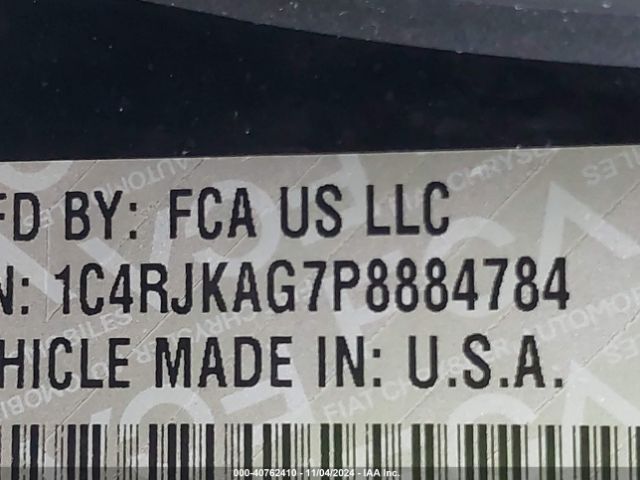 FD BY: FCA US LLC
N: 1C4RJKAG7P8884784
HICLE MADE IN: U.S.A.
000-40762410 - 11/04/2024 - IAA Inc.